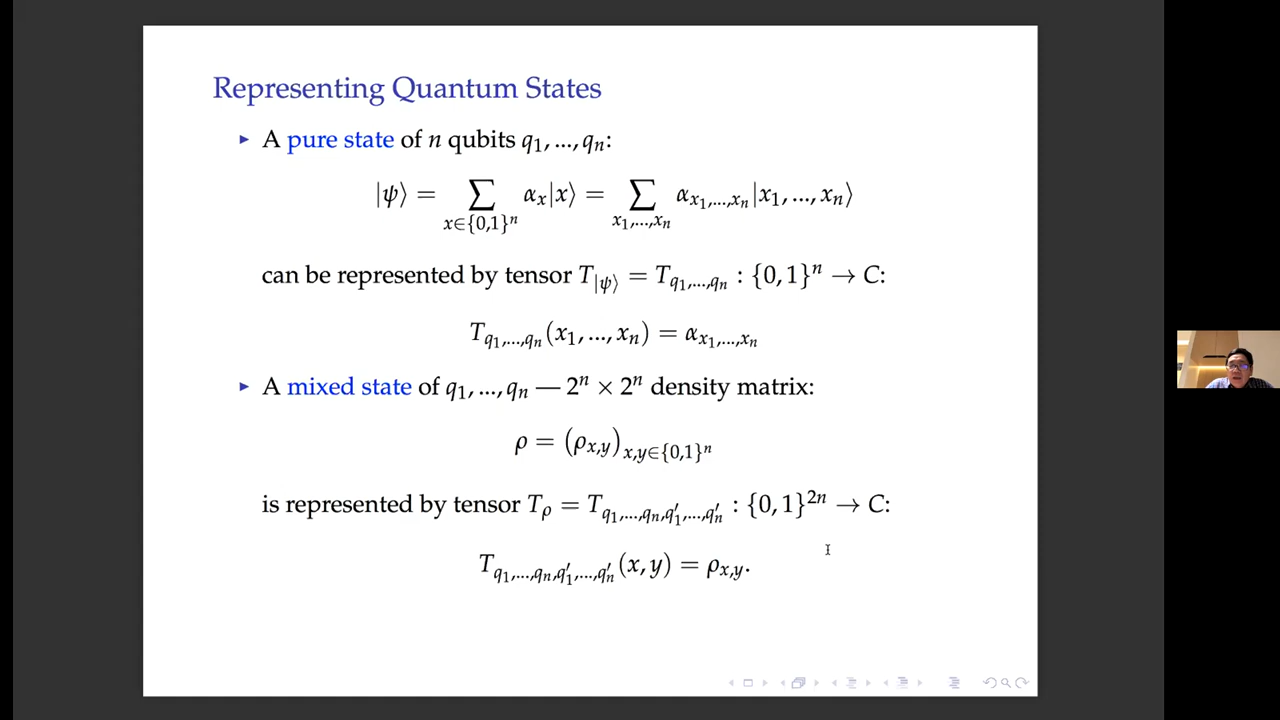 Representing Quantum States
▸ A pure state of n qubits q₁, ..., qₙ:
|ψ⟩ = ∑_{x∈{0,1}ⁿ} αₓ|x⟩ = ∑_{x₁,...,xₙ} α_{x₁,...,xₙ}|x₁, ..., xₙ⟩
can be represented by tensor T_{|ψ⟩} = T_{q₁,...,qₙ} : {0, 1}ⁿ → C:
T_{q₁,...,qₙ}(x₁, ..., xₙ) = α_{x₁,...,xₙ}
▸ A mixed state of q₁, ..., qₙ — 2ⁿ × 2ⁿ density matrix:
ρ = (ρ_{x,y})_{x,y∈{0,1}ⁿ}
is represented by tensor T_ρ = T_{q₁,...,qₙ,q′₁,...,q′ₙ} : {0, 1}²ⁿ → C:
T_{q₁,...,qₙ,q′₁,...,q′ₙ}(x, y) = ρ_{x,y}.